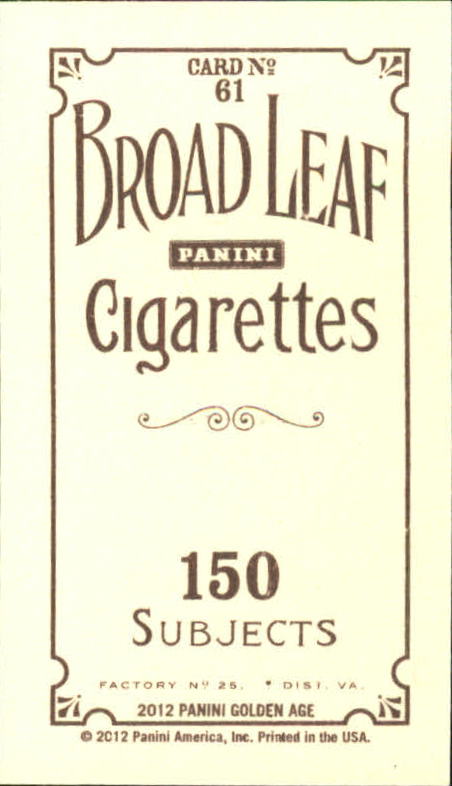 CARD Nº
61
BROAD LEAF
PANINI
Cigarettes
150
SUBJECTS
FACTORY Nº 25. DIST. VA.
2012 PANINI GOLDEN AGE
© 2012 Panini America, Inc. Printed in the USA.